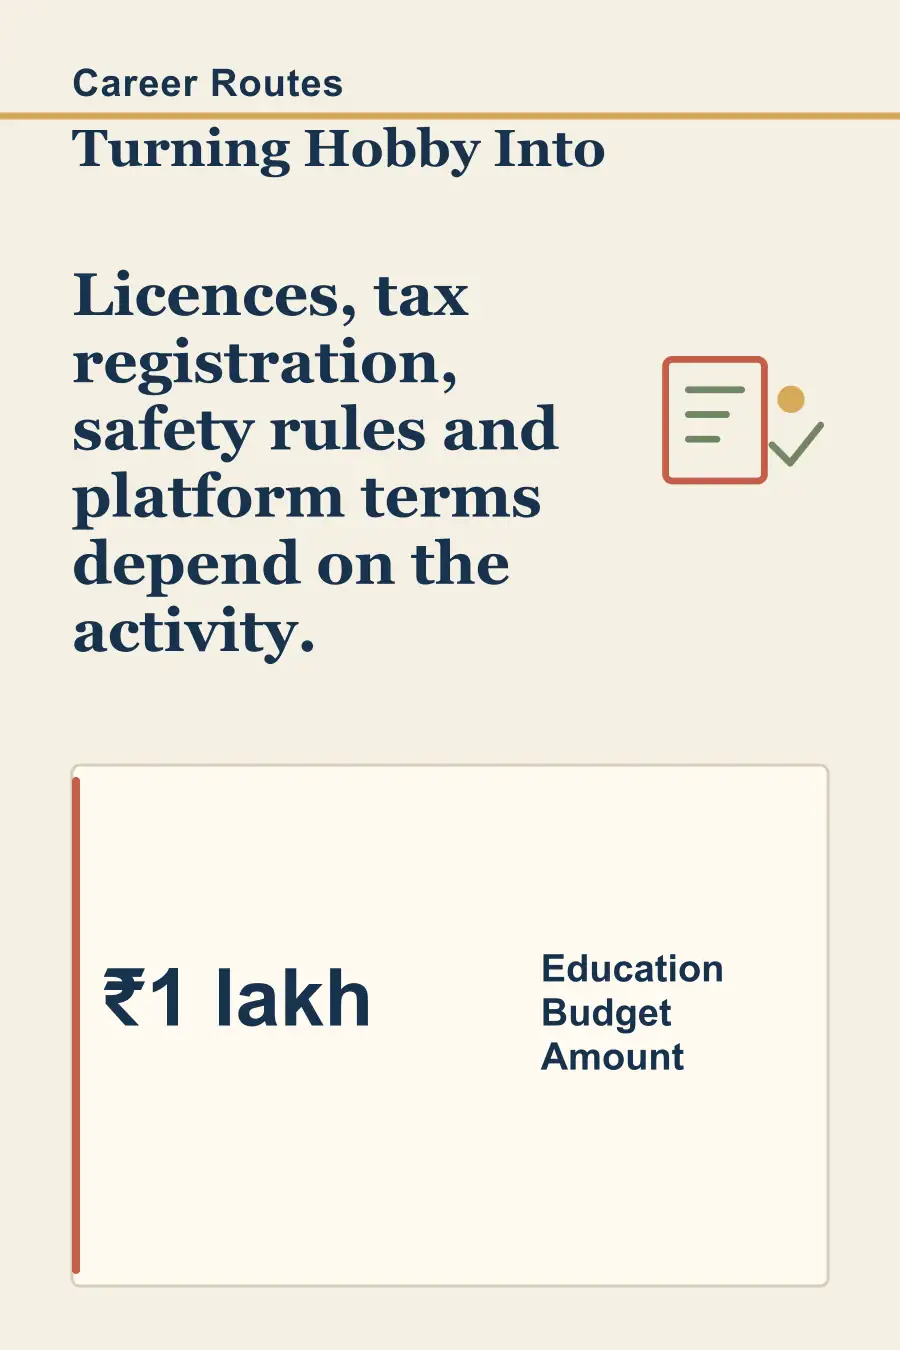 Career Routes
Turning Hobby Into
Licences, tax
registration,
safety rules and
platform terms
depend on the
activity.
₹1 lakh
Education
Budget
Amount